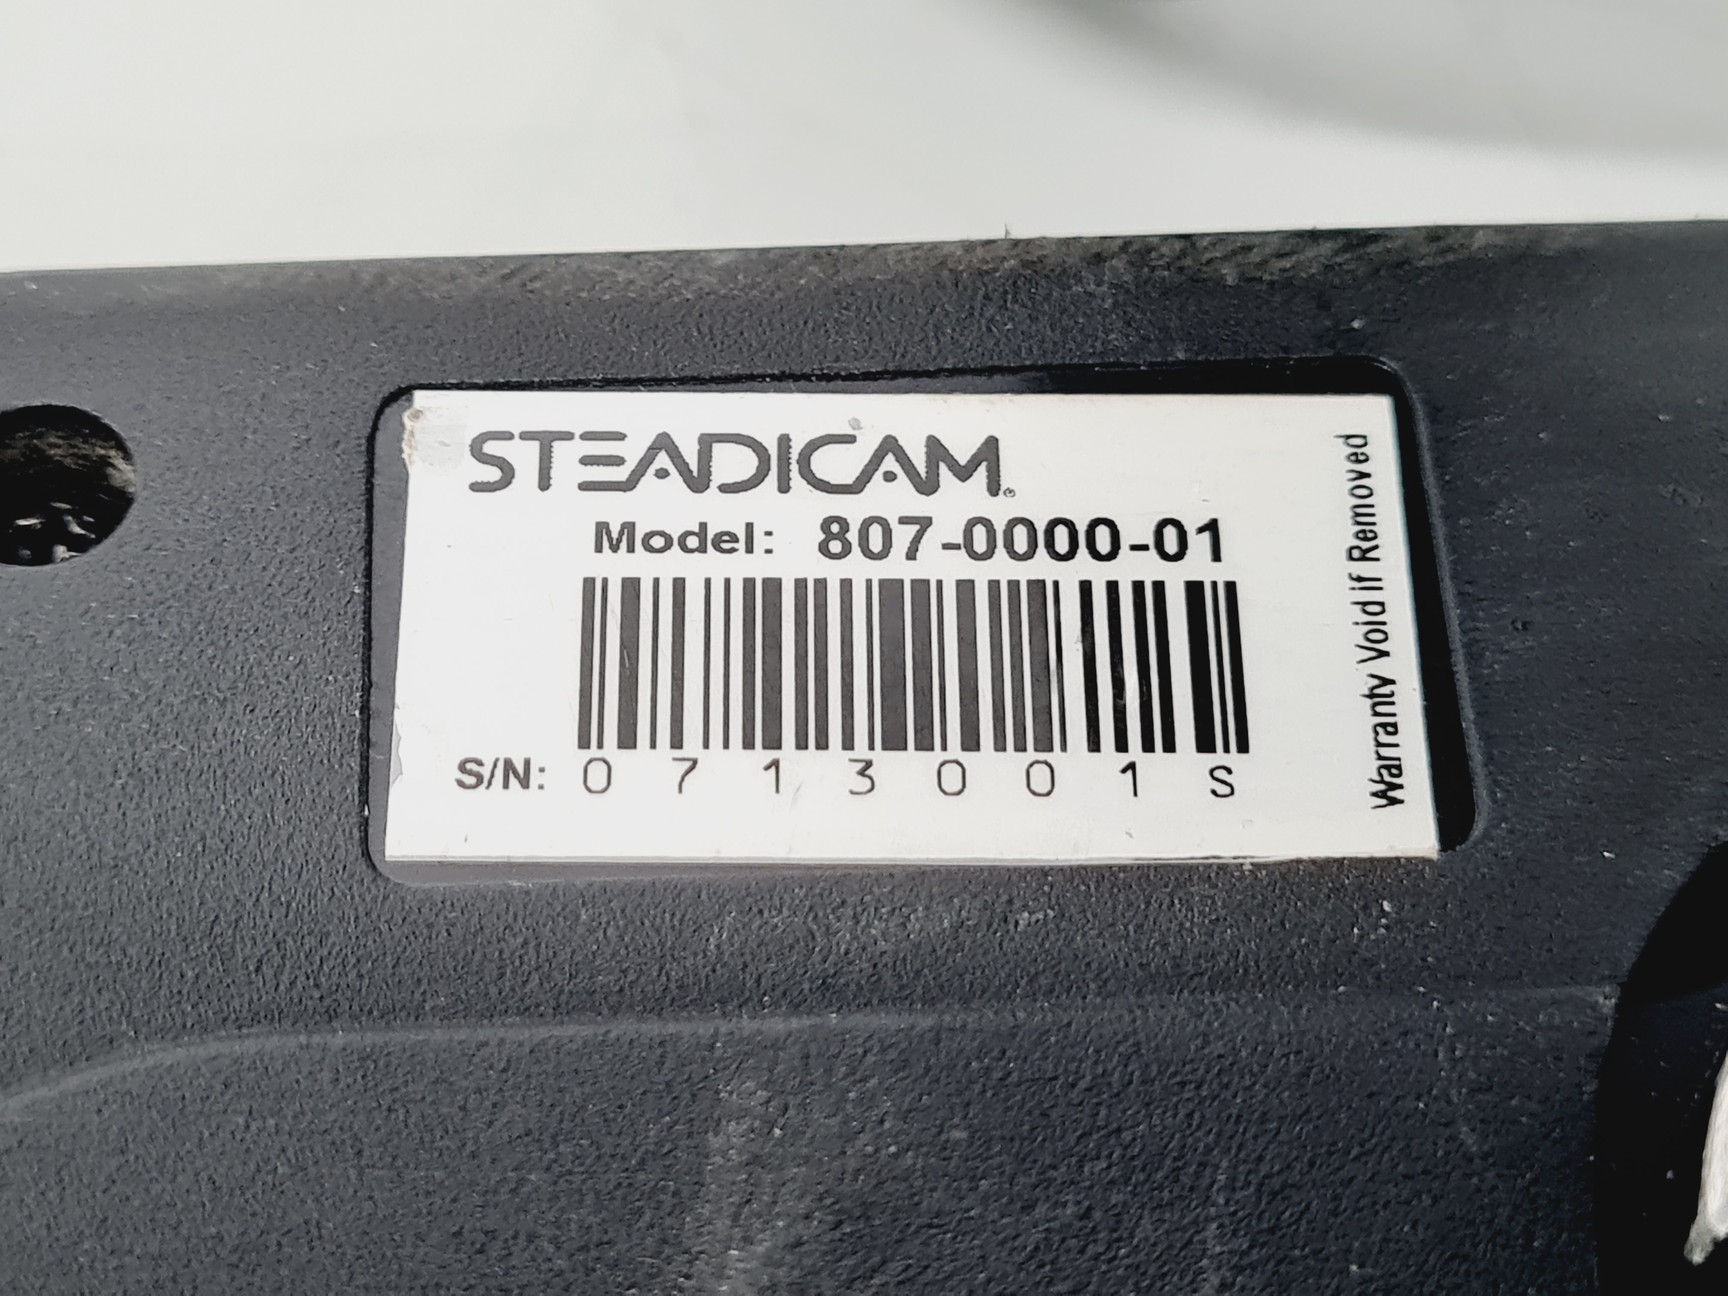 STEADICAM®
Model: 807-0000-01
S/N: 0713001S
Warranty Void if Removed